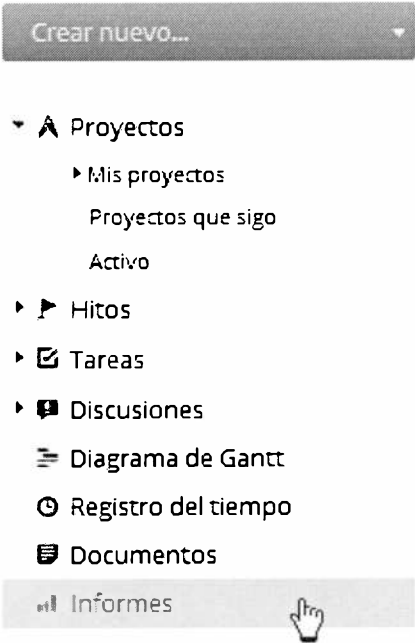 Crear nuevo...
Proyectos
Mis proyectos
Proyectos que sigo
Activo
Hitos
Tareas
Discusiones
Diagrama de Gantt
Registro del tiempo
Documentos
Informes